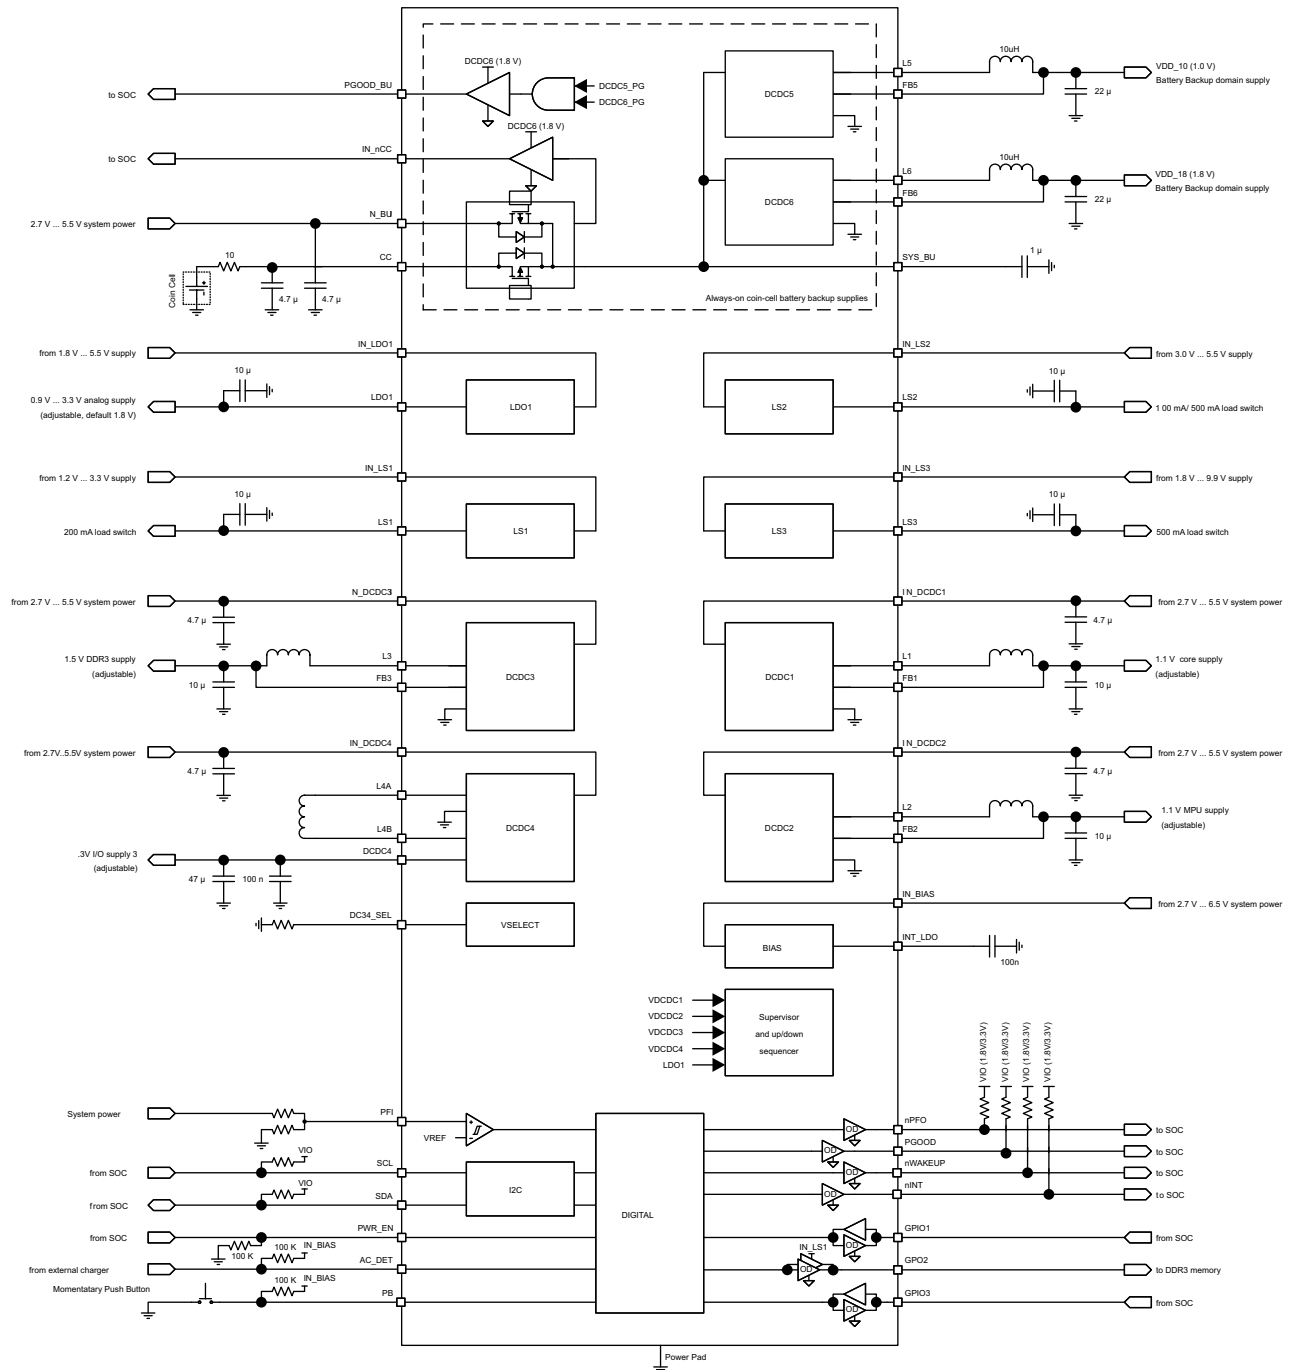 DCDC6 (1.8 V)
PGOOD_BU
to SOC
DCDC5_PG
DCDC6_PG
DCDC6 (1.8 V)
IN_nCC
to SOC
N_BU
2.7 V ... 5.5 V system power
10
CC
Coin Cell
+
4.7 µ
4.7 µ
DCDC5
L5
FB5
10uH
22 µ
VDD_10 (1.0 V)
Battery Backup domain supply
DCDC6
L6
FB6
10uH
22 µ
VDD_18 (1.8 V)
Battery Backup domain supply
SYS_BU
1 µ
Always-on coin-cell battery backup supplies
IN_LDO1
from 1.8 V ... 5.5 V supply
10 µ
LDO1
0.9 V ... 3.3 V analog supply
(adjustable, default 1.8 V)
LDO1
IN_LS2
from 3.0 V ... 5.5 V supply
10 µ
LS2
LS2
1 00 mA/ 500 mA load switch
IN_LS1
from 1.2 V ... 3.3 V supply
10 µ
LS1
200 mA load switch
LS1
IN_LS3
from 1.8 V ... 9.9 V supply
10 µ
LS3
LS3
500 mA load switch
N_DCDC3
from 2.7 V ... 5.5 V system power
4.7 µ
L3
1.5 V DDR3 supply
(adjustable)
FB3
10 µ
DCDC3
IN_DCDC1
from 2.7 V ... 5.5 V system power
4.7 µ
DCDC1
L1
FB1
1.1 V core supply
(adjustable)
10 µ
IN_DCDC4
from 2.7V..5.5V system power
4.7 µ
L4A
L4B
DCDC4
DCDC4
.3V I/O supply 3
(adjustable)
47 µ
100 n
IN_DCDC2
from 2.7 V ... 5.5 V system power
4.7 µ
DCDC2
L2
FB2
1.1 V MPU supply
(adjustable)
10 µ
DC34_SEL
VSELECT
IN_BIAS
from 2.7 V ... 6.5 V system power
BIAS
INT_LDO
100n
VDCDC1
VDCDC2
VDCDC3
VDCDC4
LDO1
Supervisor
and up/down
sequencer
VIO (1.8V/3.3V)
VIO (1.8V/3.3V)
VIO (1.8V/3.3V)
VIO (1.8V/3.3V)
System power
PFI
VREF
+
-
VIO
from SOC
SCL
VIO
from SOC
SDA
I2C
from SOC
PWR_EN
100 K
100 K
IN_BIAS
from external charger
AC_DET
100 K
IN_BIAS
Momentatary Push Button
PB
DIGITAL
OD
nPFO
to SOC
OD
PGOOD
to SOC
OD
nWAKEUP
to SOC
OD
nINT
to SOC
OD
GPIO1
from SOC
IN_LS1
OD
GPO2
to DDR3 memory
OD
GPIO3
from SOC
Power Pad